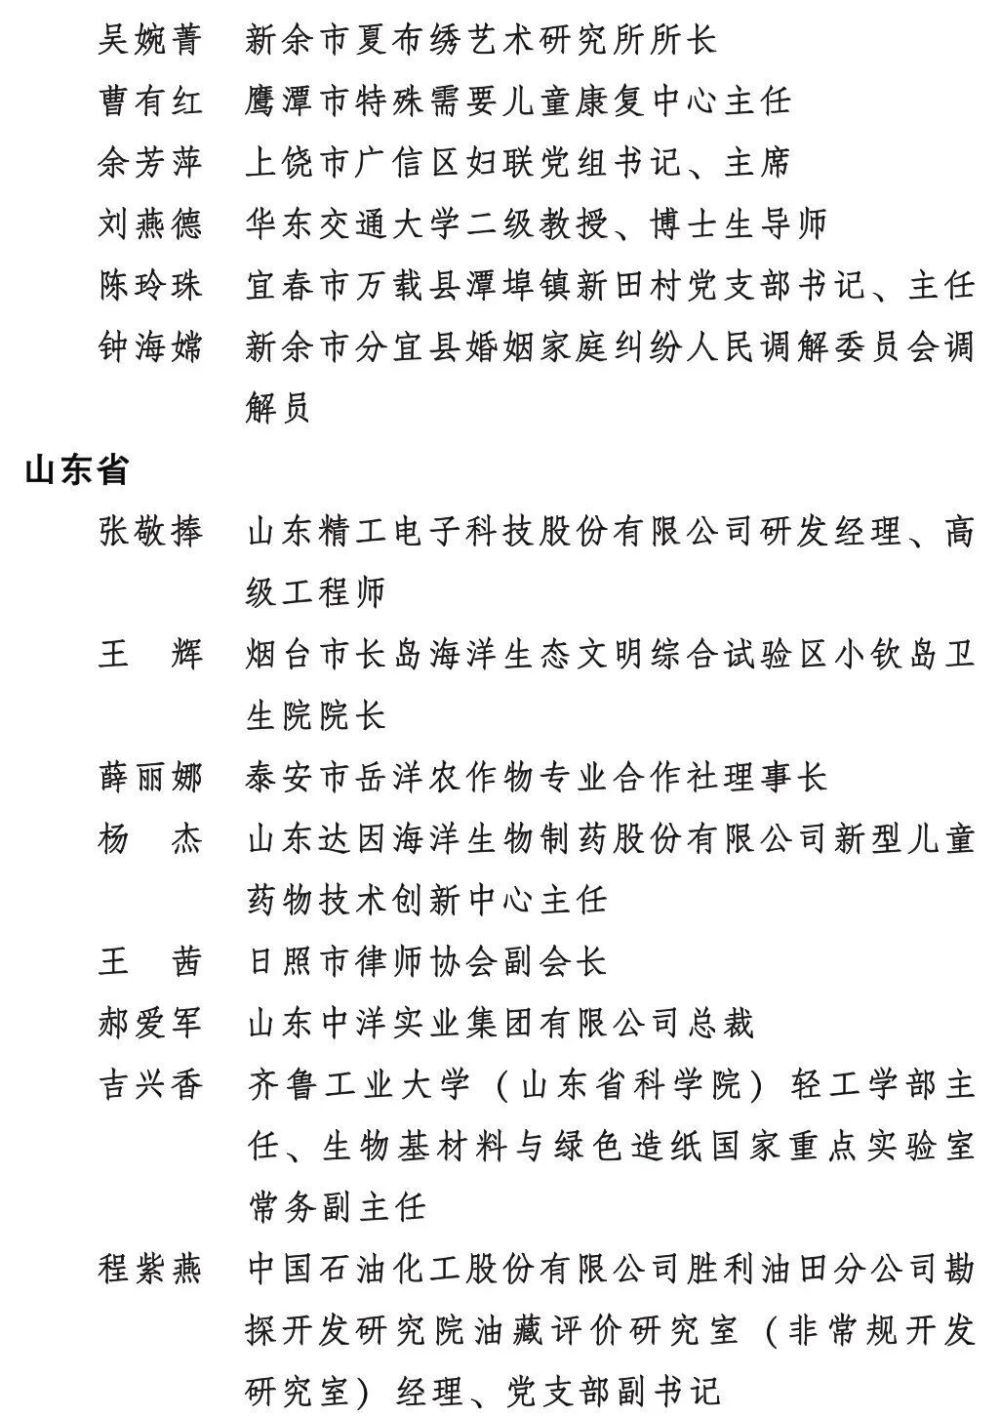 吴婉菁 新余市夏布绣艺术研究所所长
曹有红 鹰潭市特殊需要儿童康复中心主任
余芳萍 上饶市广信区妇联党组书记、主席
刘燕德 华东交通大学二级教授、博士生导师
陈玲珠 宜春市万载县潭埠镇新田村党支部书记、主任
钟海嫦 新余市分宜县婚姻家庭纠纷人民调解委员会调
解员
山东省
张敬捧 山东精工电子科技股份有限公司研发经理、高
级工程师
王 辉 烟台市长岛海洋生态文明综合试验区小钦岛卫
生院院长
薛丽娜 泰安市岳洋农作物专业合作社理事长
杨 杰 山东达因海洋生物制药股份有限公司新型儿童
药物技术创新中心主任
王 茜 日照市律师协会副会长
郝爱军 山东中洋实业集团有限公司总裁
吉兴香 齐鲁工业大学（山东省科学院）轻工学部主
任、生物基材料与绿色造纸国家重点实验室
常务副主任
程紫燕 中国石油化工股份有限公司胜利油田分公司勘
探开发研究院油藏评价研究室（非常规开发
研究室）经理、党支部副书记